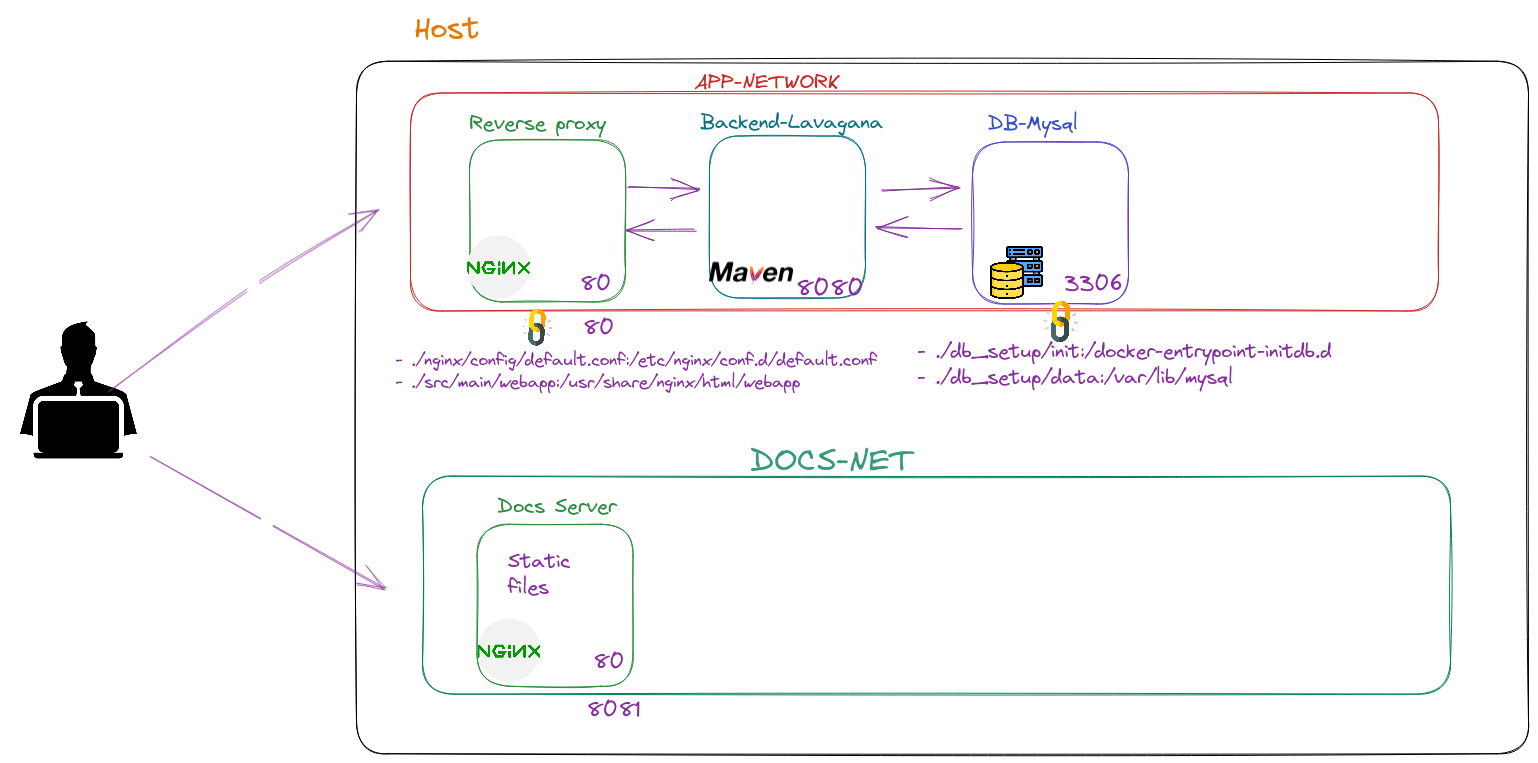 Host
APP-NETWORK
Reverse proxy
Backend-Lavagana
DB-Mysql
NGINX
80
Maven
8080
3306
80
- ./nginx/config/default.conf:/etc/nginx/conf.d/default.conf
- ./src/main/webapp:/usr/share/nginx/html/webapp
- ./db_setup/init:/docker-entrypoint-initdb.d
- ./db_setup/data:/var/lib/mysql
DOCS-NET
Docs Server
Static
files
NGINX
80
8081